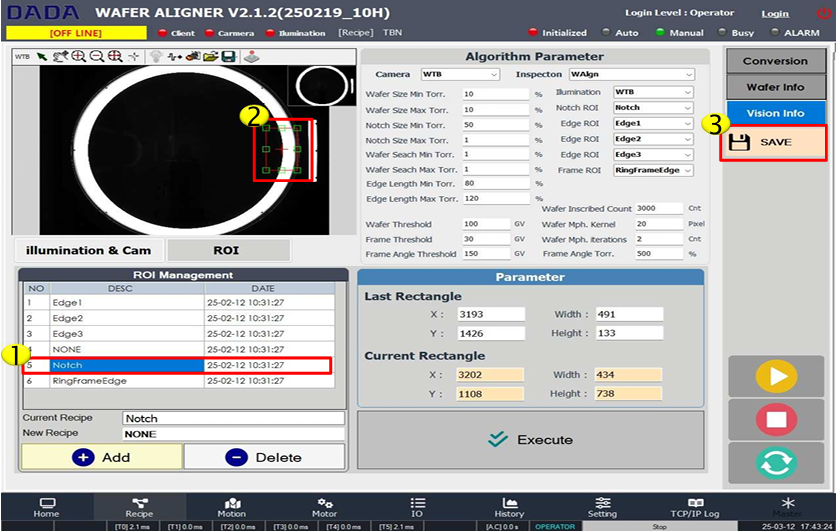 DADA WAFER ALIGNER V2.1.2(250219_10H) Login Level : Operator Login
[OFF LINE] Client Camera Ilumination [Recipe] TBN Initialized Auto Manual Busy ALARM
WTB
Algorithm Parameter
Camera WTB Inspecton WAlgn
Wafer Size Min Torr. 10 % Illumination WTB
Wafer Size Max Torr. 10 % Notch ROI Notch
Notch Size Min Torr. 50 % Edge ROI Edge1
Notch Size Max Torr. 1 % Edge ROI Edge2
Wafer Seach Min Torr. 1 % Edge ROI Edge3
Wafer Seach Max Torr. 1 % Frame ROI RingFrameEdge
Edge Length Min Torr. 80 %
Edge Length Max Torr. 120 %
Wafer Inscribed Count 3000 Cnt
Wafer Threshold 100 GV Wafer Mph. Kernel 20 Pixel
Frame Threshold 30 GV Wafer Mph. iterations 2 Cnt
Frame Angle Threshold 150 GV Frame Angle Torr. 500 %
Conversion
Wafer Info
Vision Info
3
SAVE
2
illumination & Cam ROI
ROI Management
NO DESC DATE
1 Edge1 25-02-12 10:31:27
2 Edge2 25-02-12 10:31:27
3 Edge3 25-02-12 10:31:27
4 NONE 25-02-12 10:31:27
1
5 Notch 25-02-12 10:31:27
6 RingFrameEdge 25-02-12 10:31:27
Current Recipe Notch
New Recipe NONE
Add Delete
Parameter
Last Rectangle
X : 3193 Width : 491
Y : 1426 Height : 133
Current Rectangle
X : 3202 Width : 434
Y : 1108 Height : 738
Execute
Home Recipe Motion Motor IO History Setting TCP/IP Log Master
[T0] 2.1 ms [T1] 0.0 ms [T2] 0.0 ms [T3] 0.0 ms [T4] 0.0 ms [T5] 2.1 ms [A.C] 0.0 s OPERATOR Stop 25-03-12 17:43:24